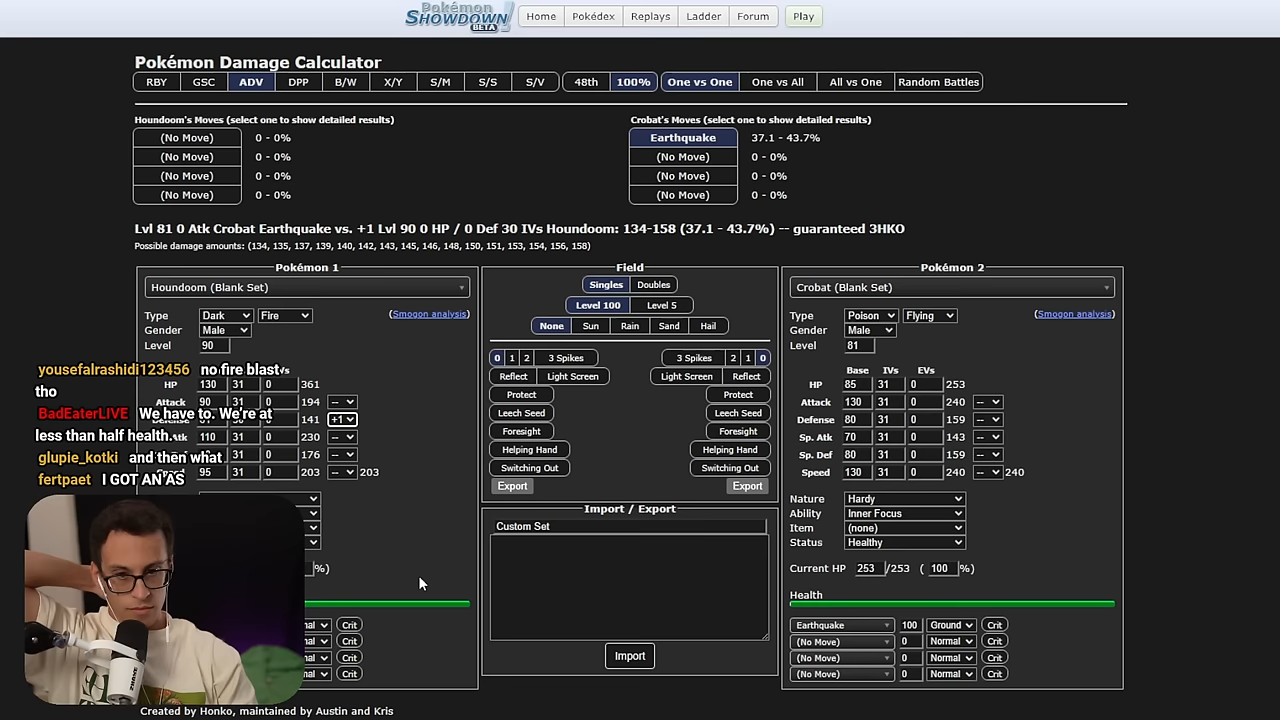 Pokémon
SHOWDOWN!
BETA
Home Pokédex Replays Ladder Forum Play
Pokémon Damage Calculator
RBY GSC ADV DPP B/W X/Y S/M S/S S/V 48th 100% One vs One One vs All All vs One Random Battles
Houndoom's Moves (select one to show detailed results)
(No Move) 0 - 0%
(No Move) 0 - 0%
(No Move) 0 - 0%
(No Move) 0 - 0%
Crobat's Moves (select one to show detailed results)
Earthquake 37.1 - 43.7%
(No Move) 0 - 0%
(No Move) 0 - 0%
(No Move) 0 - 0%
Lvl 81 0 Atk Crobat Earthquake vs. +1 Lvl 90 0 HP / 0 Def 30 IVs Houndoom: 134-158 (37.1 - 43.7%) -- guaranteed 3HKO
Possible damage amounts: (134, 135, 137, 139, 140, 142, 143, 145, 146, 148, 150, 151, 153, 154, 156, 158)
Pokémon 1
Houndoom (Blank Set)
Type Dark Fire (Smogon analysis)
Gender Male
Level 90
HP 130 31 0 361
Attack 90 31 0 194 --
141 +1
110 31 0 230 --
176 --
95 31 0 203 -- 203
%)
Crit
Crit
Crit
Crit
yousefalrashidi123456 no fire blast
tho
BadEaterLIVE We have to. We're at
less than half health.
glupie_kotki and then what
fertpaet I GOT AN AS
Field
Singles Doubles
Level 100 Level 5
None Sun Rain Sand Hail
0 1 2 3 Spikes 3 Spikes 2 1 0
Reflect Light Screen Light Screen Reflect
Protect Protect
Leech Seed Leech Seed
Foresight Foresight
Helping Hand Helping Hand
Switching Out Switching Out
Export Export
Import / Export
Custom Set
Import
Pokémon 2
Crobat (Blank Set)
Type Poison Flying (Smogon analysis)
Gender Male
Level 81
Base IVs EVs
HP 85 31 0 253
Attack 130 31 0 240 --
Defense 80 31 0 159 --
Sp. Atk 70 31 0 143 --
Sp. Def 80 31 0 159 --
Speed 130 31 0 240 -- 240
Nature Hardy
Ability Inner Focus
Item (none)
Status Healthy
Current HP 253 /253 ( 100 %)
Health
Earthquake 100 Ground Crit
(No Move) 0 Normal Crit
(No Move) 0 Normal Crit
(No Move) 0 Normal Crit
Created by Honko, maintained by Austin and Kris